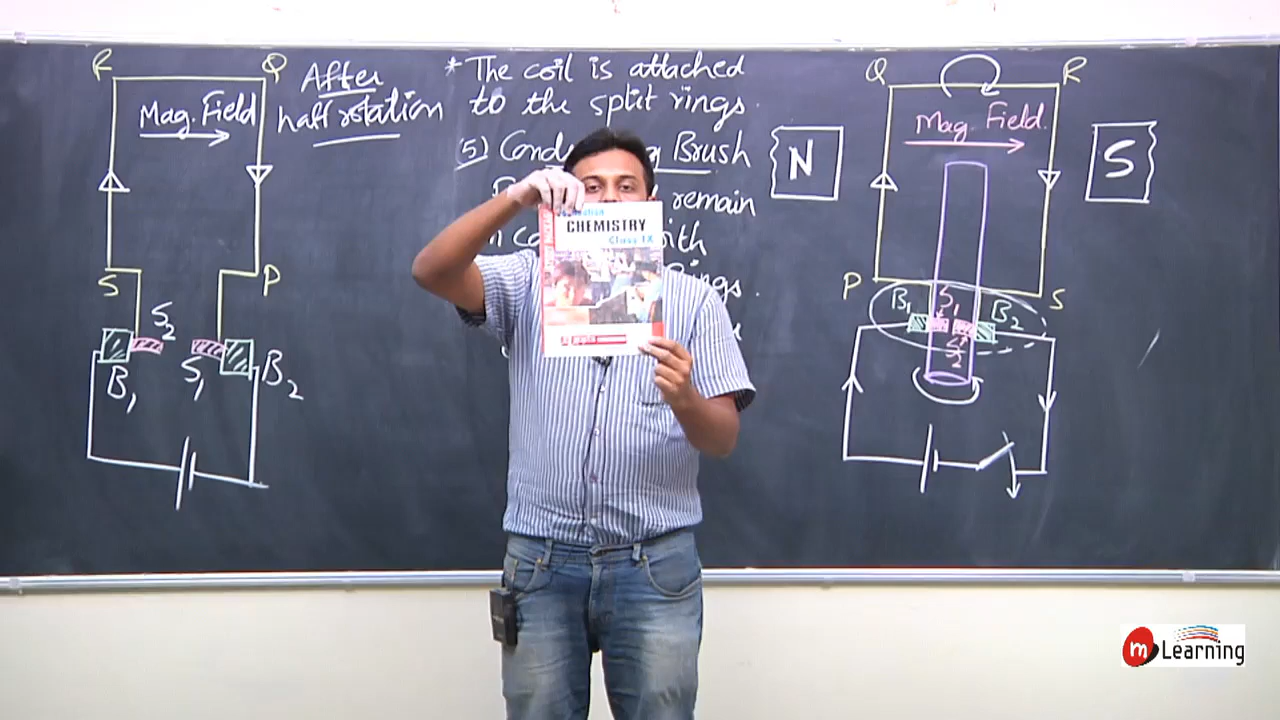 R
Q
After
half rotation
Mag. Field
S
P
S2
B1
S1
B2
* The coil is attached
to the split rings.
5) Brush
remain
Rings.
CHEMISTRY
Class IX
Q
R
Mag. Field
N
S
P
S
B1
S1
B2
S2
m Learning